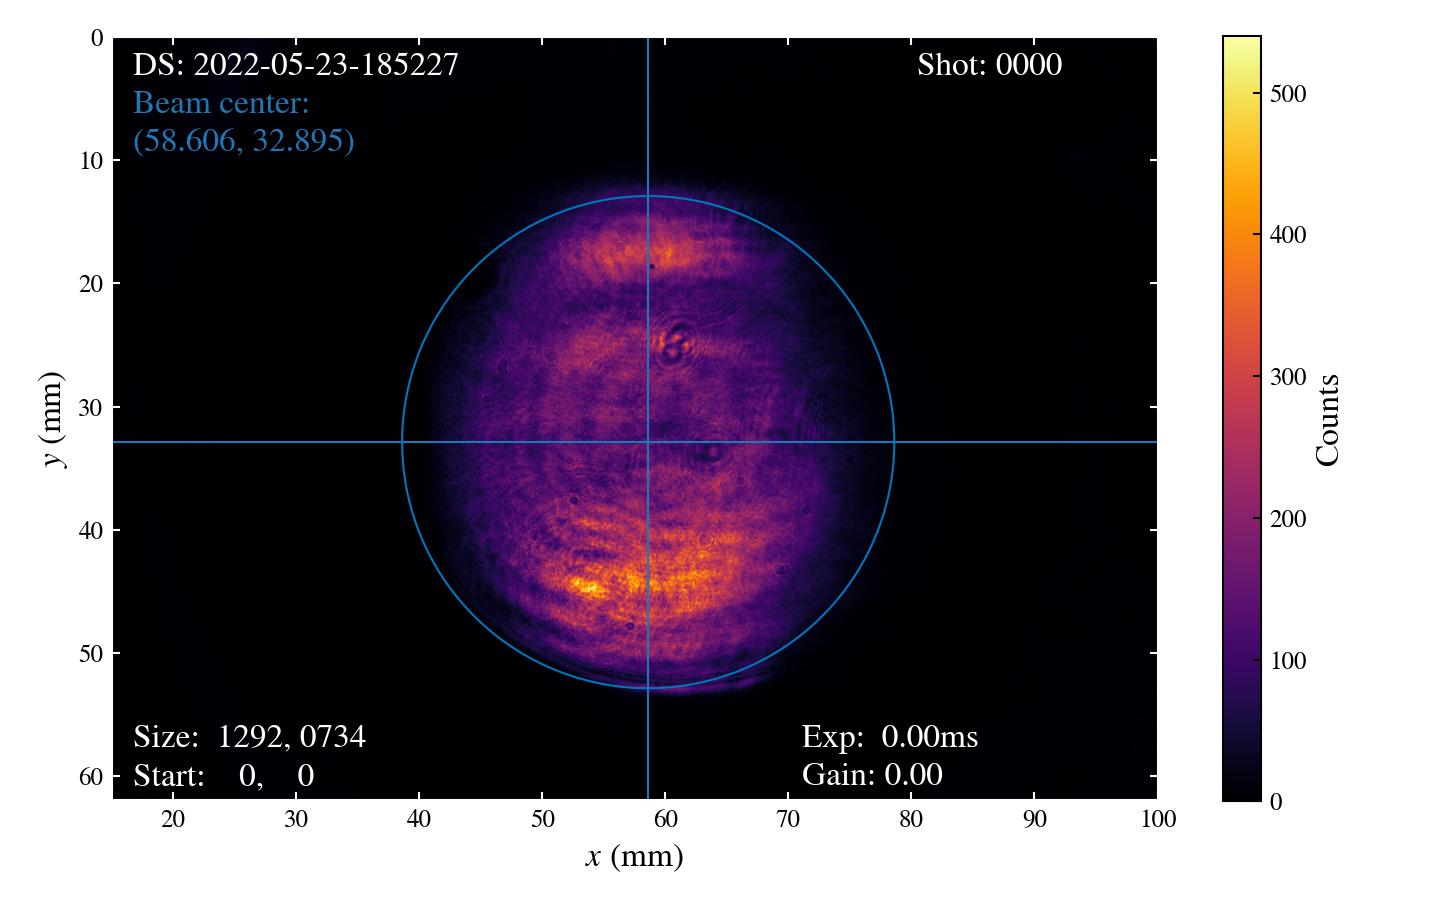 DS: 2022-05-23-185227
Shot: 0000
Beam center:
(58.606, 32.895)
Size: 1292, 0734
Start: 0, 0
Exp: 0.00ms
Gain: 0.00
0
10
20
30
40
50
60
y (mm)
20
30
40
50
60
70
80
90
100
x (mm)
500
400
300
200
100
0
Counts